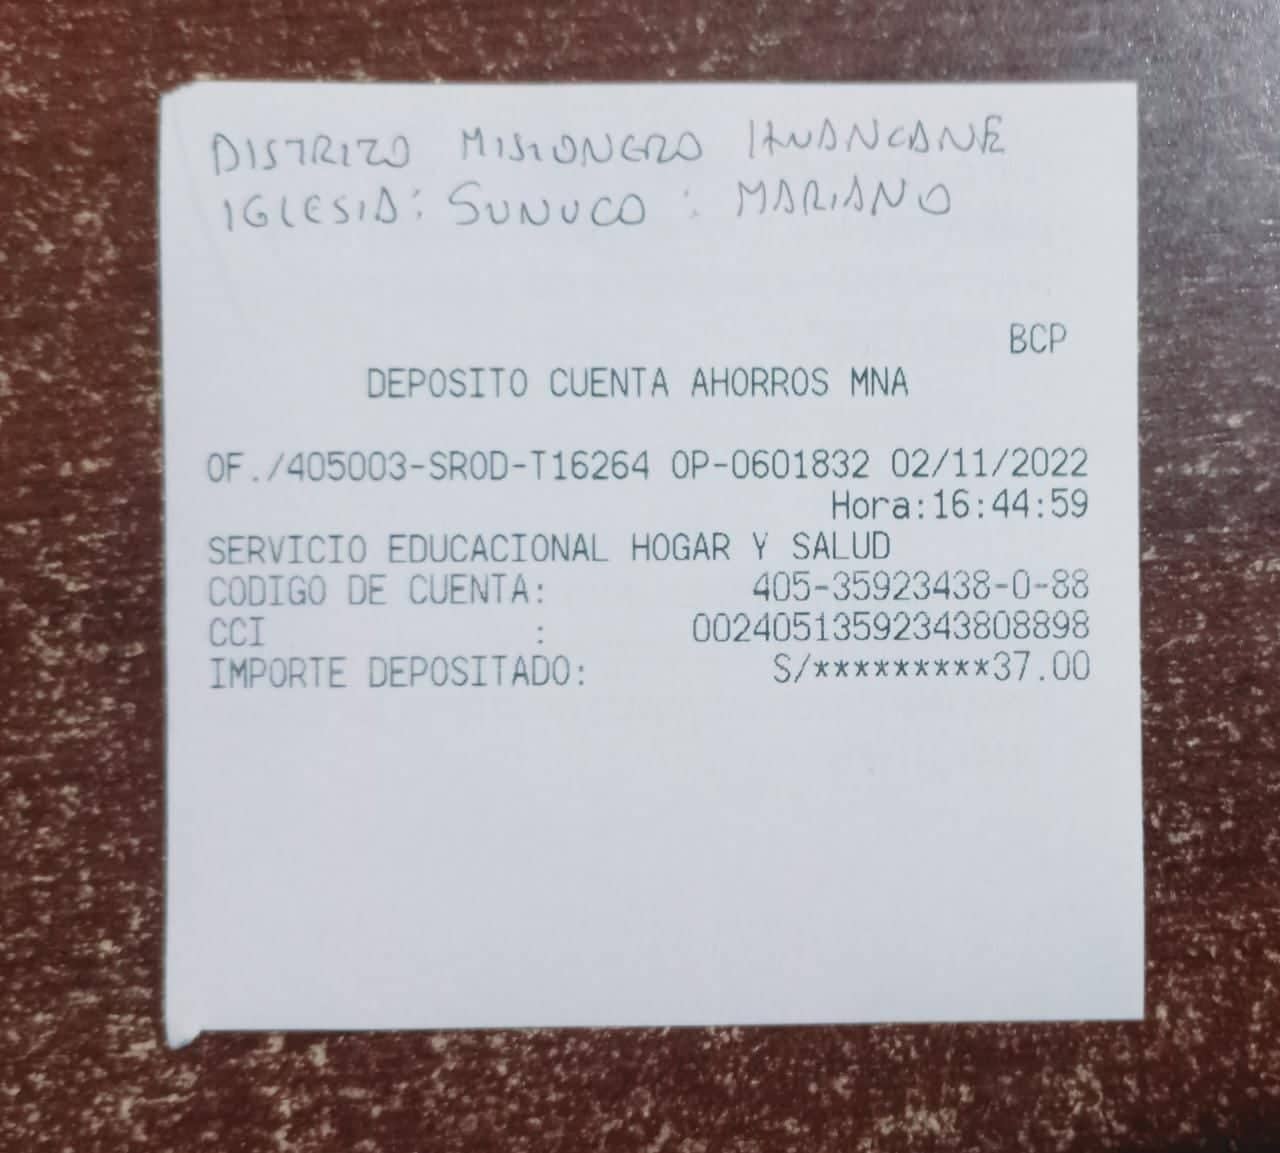 DISTRITO MISIONERO HUANCANE
IGLESIA: SUNUCO : MARIANO
BCP
DEPOSITO CUENTA AHORROS MNA
OF./405003-SROD-T16264 OP-0601832 02/11/2022
Hora:16:44:59
SERVICIO EDUCACIONAL HOGAR Y SALUD
CODIGO DE CUENTA: 405-35923438-0-88
CCI : 00240513592343808898
IMPORTE DEPOSITADO: S/*********37.00